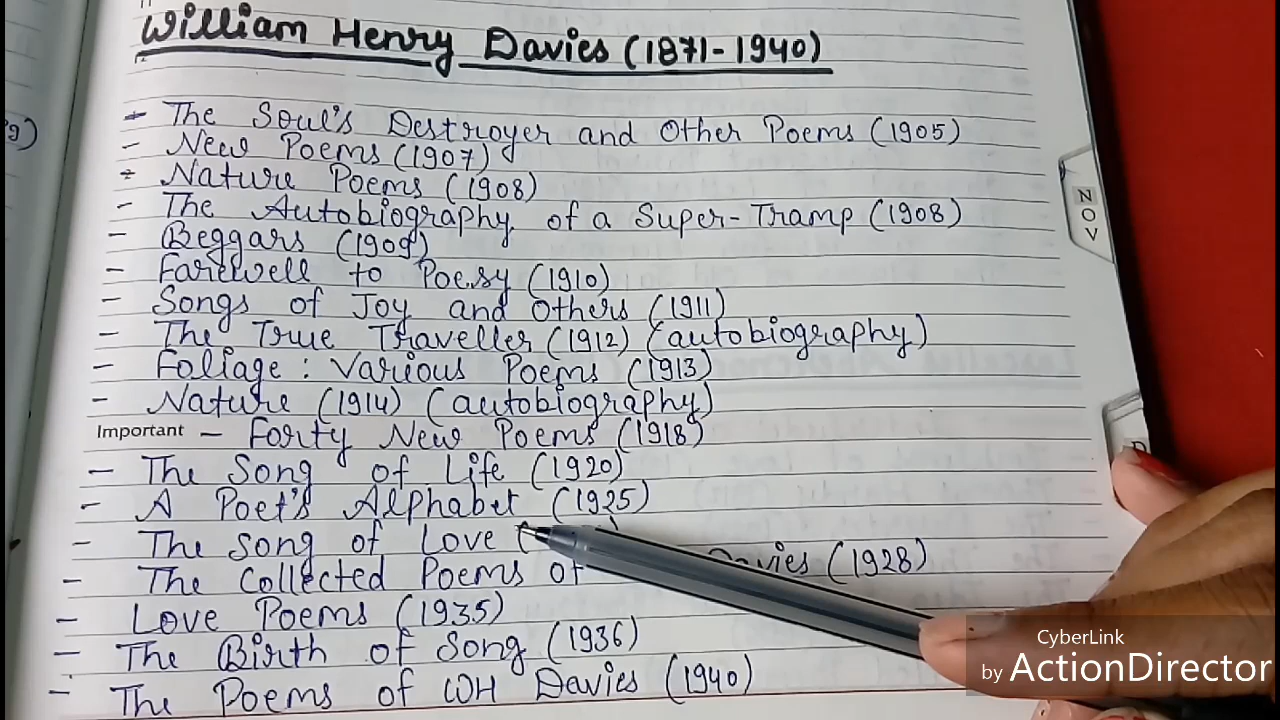 William Henry Davies (1871-1940)
9)
- The Soul's Destroyer and Other Poems (1905)
- New Poems (1907)
- Nature Poems (1908)
- The Autobiography of a Super-Tramp (1908)
- Beggars (1909)
- Farewell to Poesy (1910)
- Songs of Joy and Others (1911)
- The True Traveller (1912) (autobiography)
- Foliage : Various Poems (1913)
- Nature (1914) (autobiography)
Important - Forty New Poems (1918)
- The Song of Life (1920)
- A Poet's Alphabet (1925)
- The Song of Love (
- The Collected Poems of Davies (1928)
- Love Poems (1935)
- The Birth of Song (1936)
- The Poems of WH Davies (1940)
NOV
D
CyberLink
by ActionDirector